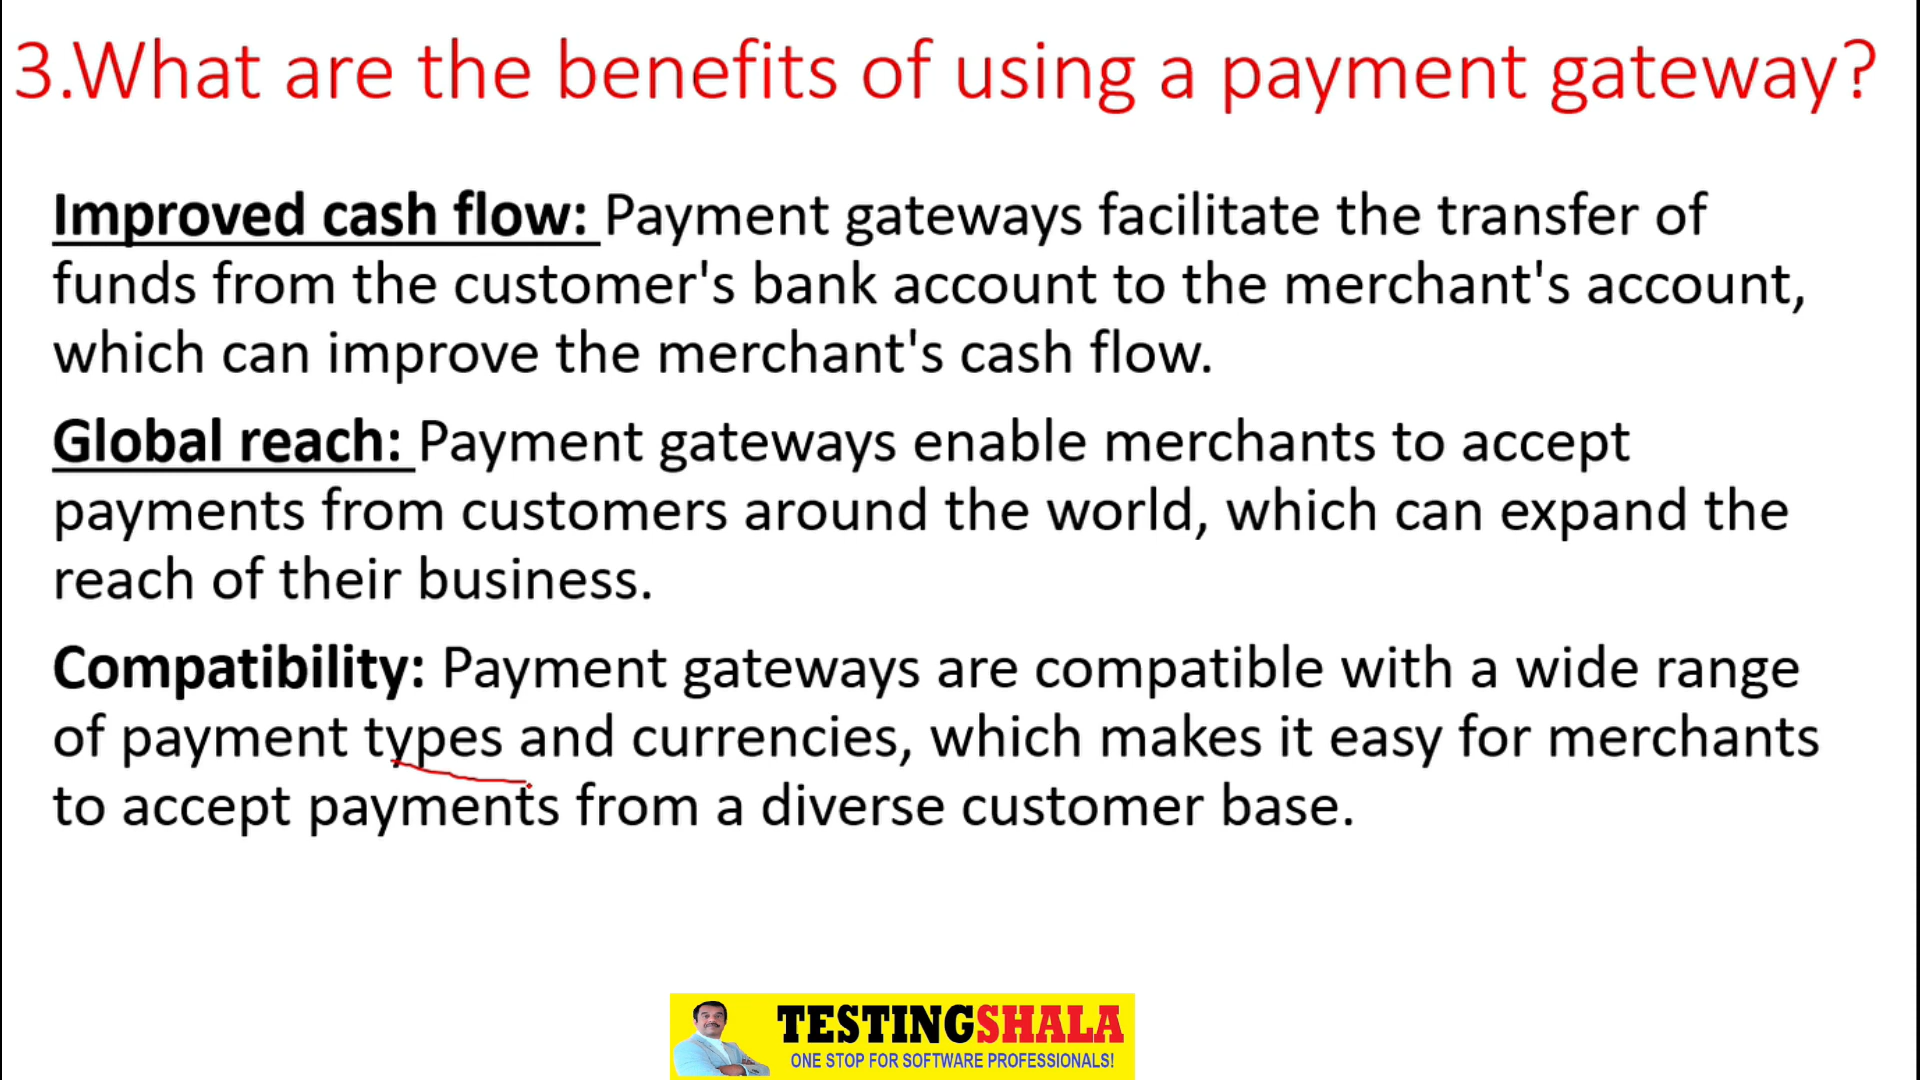 3.What are the benefits of using a payment gateway?
Improved cash flow: Payment gateways facilitate the transfer of
funds from the customer's bank account to the merchant's account,
which can improve the merchant's cash flow.
Global reach: Payment gateways enable merchants to accept
payments from customers around the world, which can expand the
reach of their business.
Compatibility: Payment gateways are compatible with a wide range
of payment types and currencies, which makes it easy for merchants
to accept payments from a diverse customer base.
TESTINGSHALA
ONE STOP FOR SOFTWARE PROFESSIONALS!